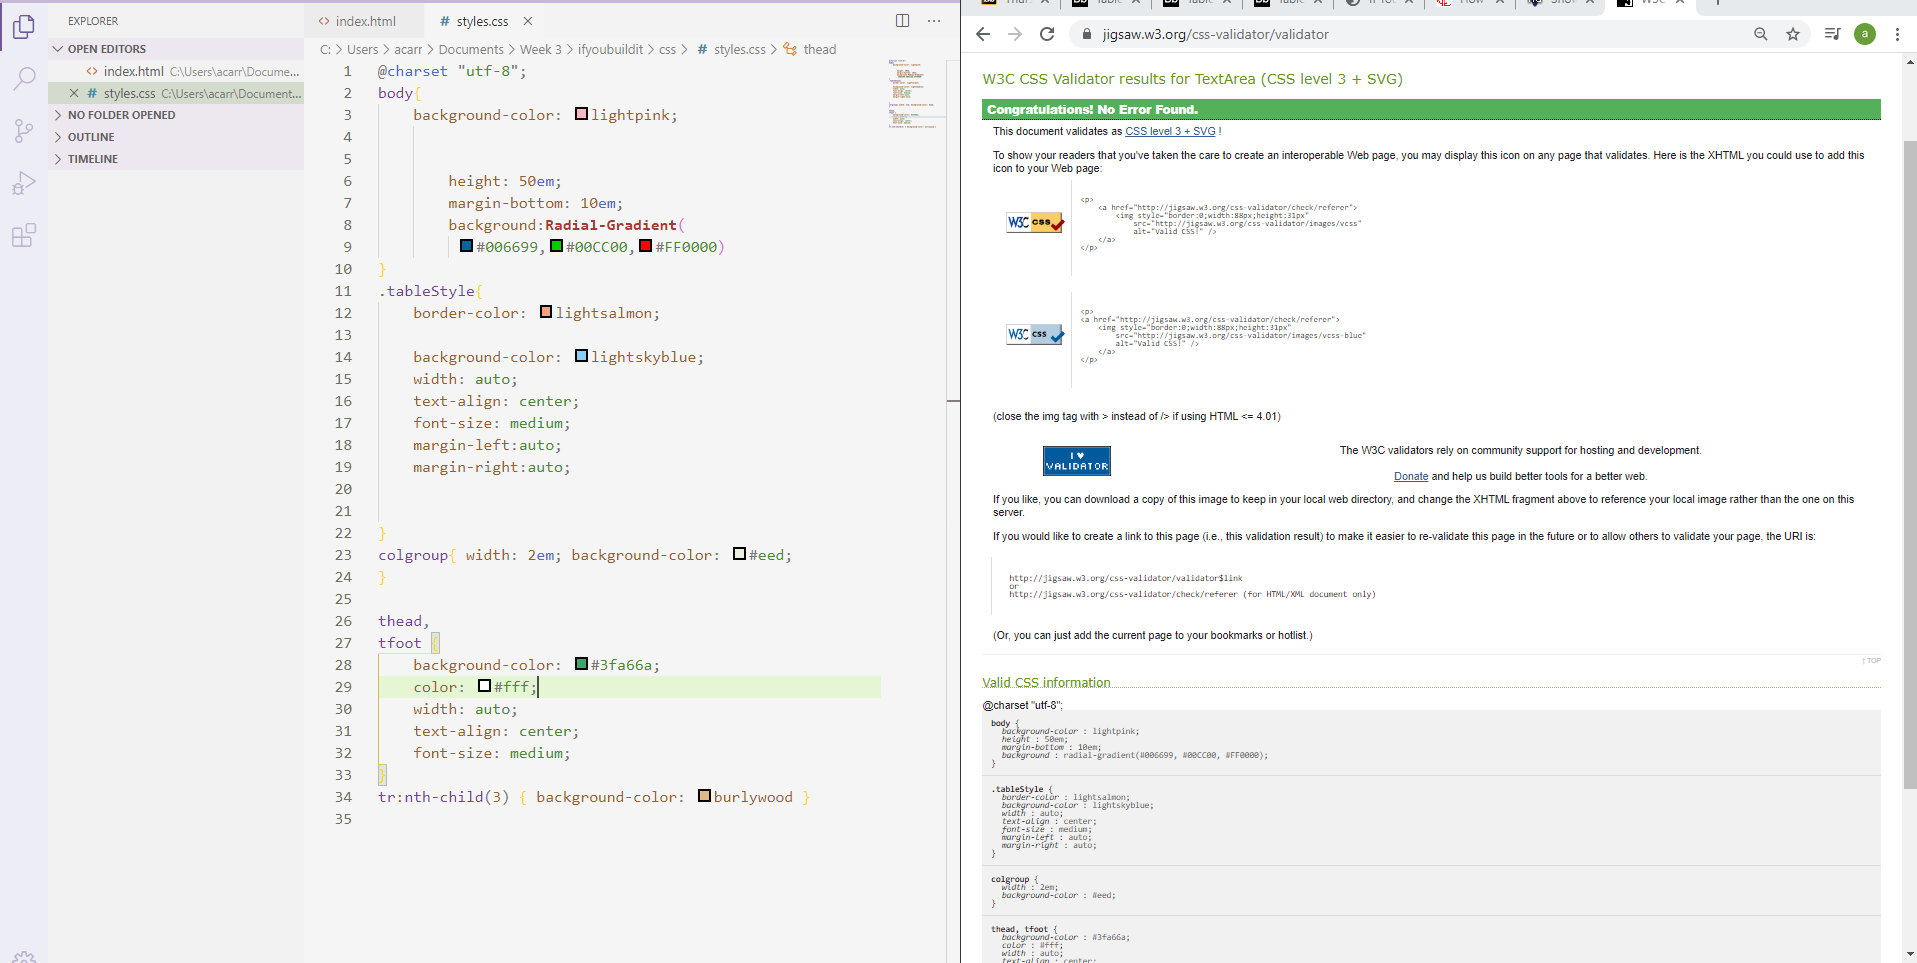 EXPLORER
OPEN EDITORS
index.html C:\Users\acarr\Docume...
styles.css C:\Users\acarr\Document...
NO FOLDER OPENED
OUTLINE
TIMELINE
index.html
# styles.css
C: > Users > acarr > Documents > Week 3 > ifyoubuildit > css > # styles.css > thead
1 @charset "utf-8";
2 body{
3 background-color: lightpink;
4
5
6 height: 50em;
7 margin-bottom: 10em;
8 background:Radial-Gradient(
9 #006699, #00CC00, #FF0000)
10 }
11 .tableStyle{
12 border-color: lightsalmon;
13
14 background-color: lightskyblue;
15 width: auto;
16 text-align: center;
17 font-size: medium;
18 margin-left:auto;
19 margin-right:auto;
20
21
22 }
23 colgroup{ width: 2em; background-color: #eed;
24 }
25
26 thead,
27 tfoot {
28 background-color: #3fa66a;
29 color: #fff;
30 width: auto;
31 text-align: center;
32 font-size: medium;
33 }
34 tr:nth-child(3) { background-color: burlywood }
35
jigsaw.w3.org/css-validator/validator
a
W3C CSS Validator results for TextArea (CSS level 3 + SVG)
Congratulations! No Error Found.
This document validates as CSS level 3 + SVG !
To show your readers that you've taken the care to create an interoperable Web page, you may display this icon on any page that validates. Here is the XHTML you could use to add this
icon to your Web page:
W3C css
<p>
<a href="http://jigsaw.w3.org/css-validator/check/referer">
<img style="border:0;width:88px;height:31px"
src="http://jigsaw.w3.org/css-validator/images/vcss"
alt="Valid CSS!" />
</a>
</p>
W3C css
<p>
<a href="http://jigsaw.w3.org/css-validator/check/referer">
<img style="border:0;width:88px;height:31px"
src="http://jigsaw.w3.org/css-validator/images/vcss-blue"
alt="Valid CSS!" />
</a>
</p>
(close the img tag with > instead of /> if using HTML <= 4.01)
I ♥
VALIDATOR
The W3C validators rely on community support for hosting and development.
Donate and help us build better tools for a better web.
If you like, you can download a copy of this image to keep in your local web directory, and change the XHTML fragment above to reference your local image rather than the one on this
server.
If you would like to create a link to this page (i.e., this validation result) to make it easier to re-validate this page in the future or to allow others to validate your page, the URI is:
http://jigsaw.w3.org/css-validator/validator$link
or
http://jigsaw.w3.org/css-validator/check/referer (for HTML/XML document only)
(Or, you can just add the current page to your bookmarks or hotlist.)
↑ TOP
Valid CSS information
@charset "utf-8";
body {
background-color : lightpink;
height : 50em;
margin-bottom : 10em;
background : radial-gradient(#006699, #00CC00, #FF0000);
}
.tableStyle {
border-color : lightsalmon;
background-color : lightskyblue;
width : auto;
text-align : center;
font-size : medium;
margin-left : auto;
margin-right : auto;
}
colgroup {
width : 2em;
background-color : #eed;
}
thead, tfoot {
background-color : #3fa66a;
color : #fff;
width : auto;
text-align : center;